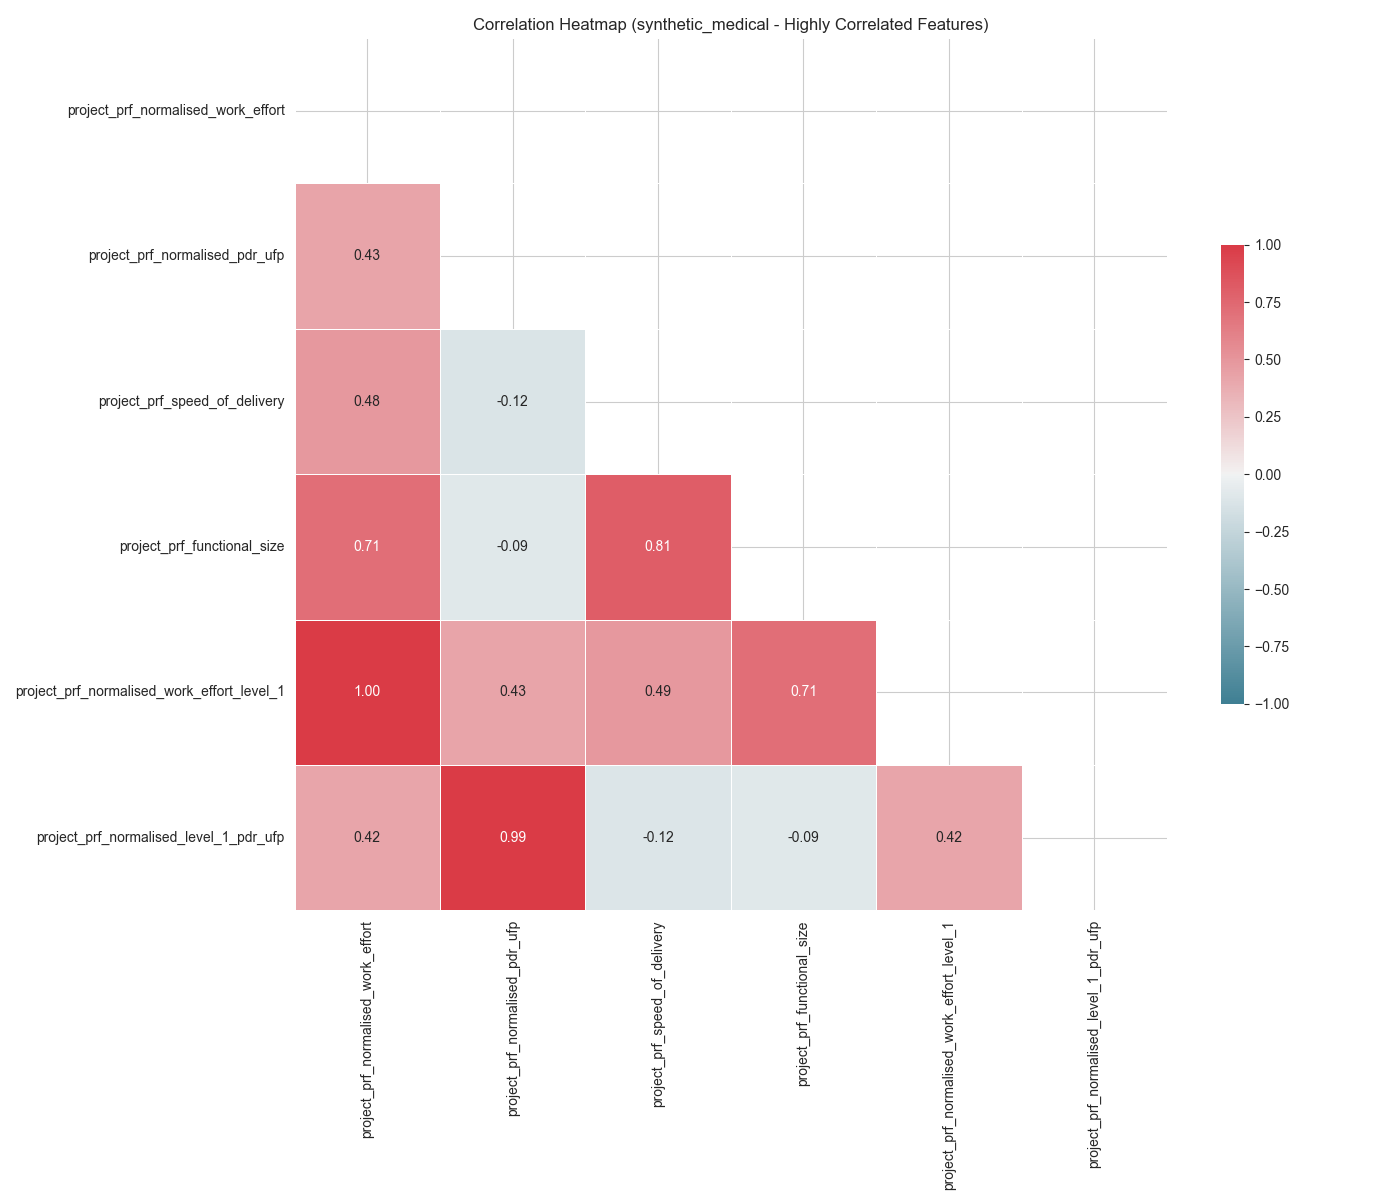 Correlation Heatmap (synthetic_medical - Highly Correlated Features)
project_prf_normalised_work_effort
project_prf_normalised_pdr_ufp
0.43
project_prf_speed_of_delivery
0.48 -0.12
project_prf_functional_size
0.71 -0.09 0.81
project_prf_normalised_work_effort_level_1
1.00 0.43 0.49 0.71
project_prf_normalised_level_1_pdr_ufp
0.42 0.99 -0.12 -0.09 0.42
project_prf_normalised_work_effort
project_prf_normalised_pdr_ufp
project_prf_speed_of_delivery
project_prf_functional_size
project_prf_normalised_work_effort_level_1
project_prf_normalised_level_1_pdr_ufp
1.00
0.75
0.50
0.25
0.00
−0.25
−0.50
−0.75
−1.00